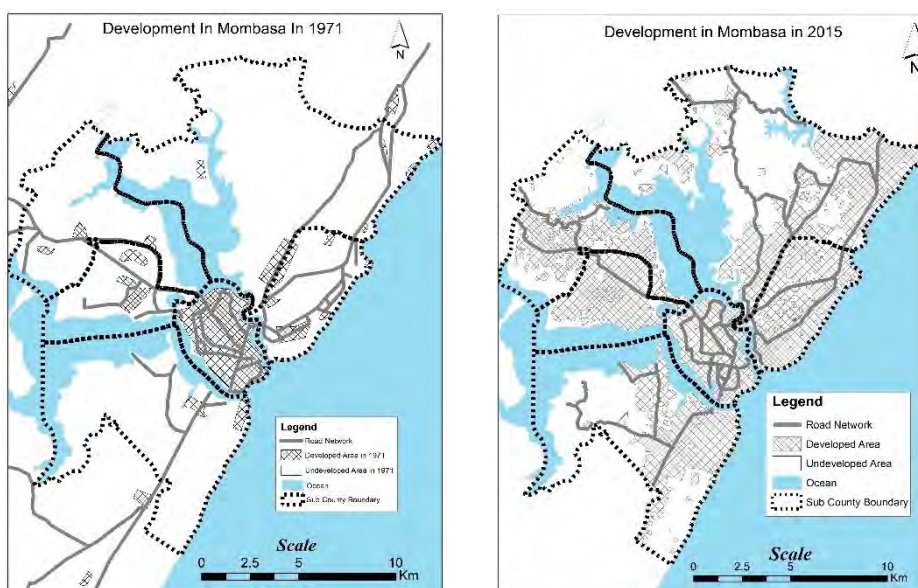 Development In Mombasa In 1971
N
Legend
Road Network
Developed Area in 1971
Undeveloped Area in 1971
Ocean
Sub County Boundary
Scale
0 2.5 5 10
Km
Development in Mombasa in 2015
N
Legend
Road Network
Developed Area
Undeveloped Area
Ocean
Sub County Boundary
Scale
0 2.5 5 10
Km